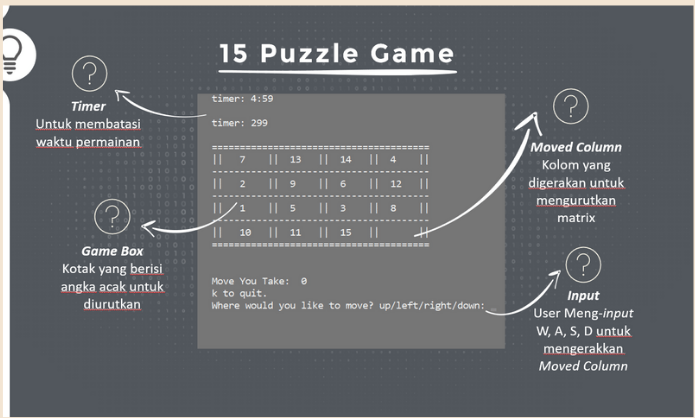 15 Puzzle Game
?
Timer
Untuk membatasi
waktu permainan
?
Game Box
Kotak yang berisi
angka acak untuk
diurutkan
timer: 4:59
timer: 299
=======================================
|| 7 || 13 || 14 || 4 ||
---------------------------------------
|| 2 || 9 || 6 || 12 ||
---------------------------------------
|| 1 || 5 || 3 || 8 ||
---------------------------------------
|| 10 || 11 || 15 || ||
=======================================
Move You Take: 0
k to quit.
Where would you like to move? up/left/right/down: _
?
Moved Column
Kolom yang
digerakan untuk
mengurutkan
matrix
?
Input
User Meng-input
W, A, S, D untuk
mengerakkan
Moved Column